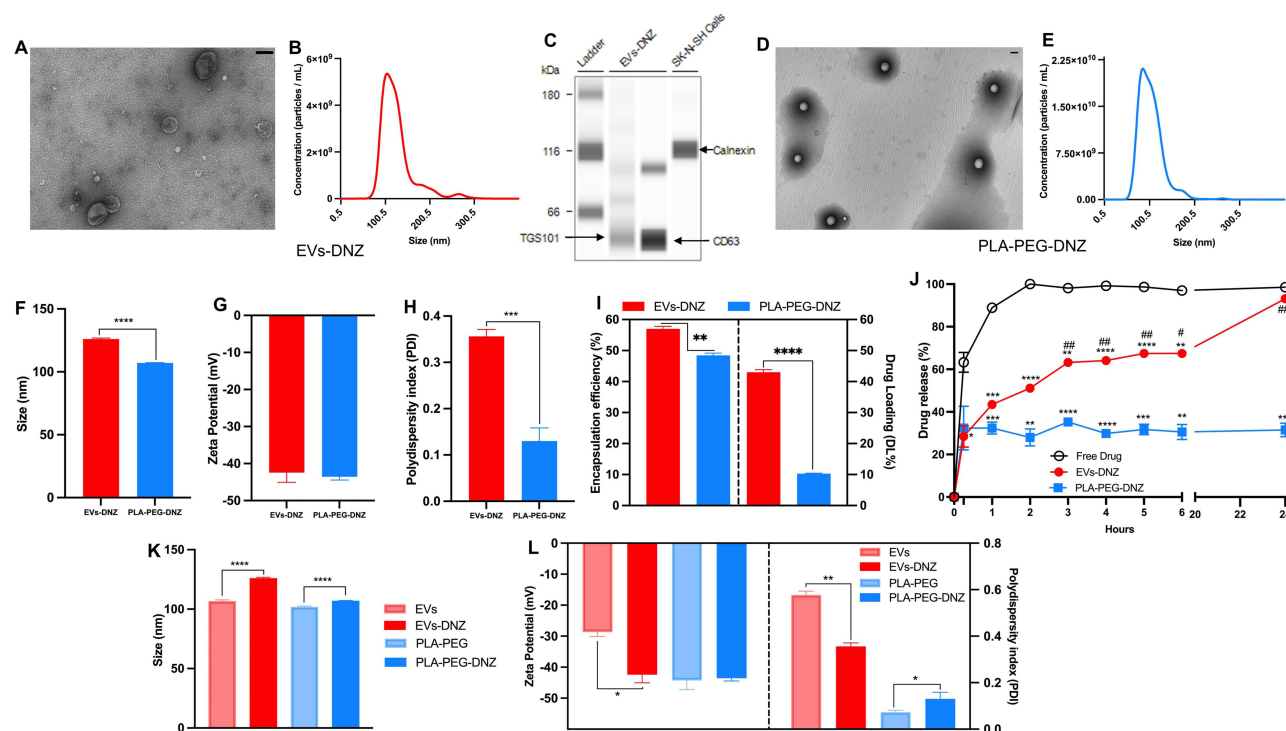 A
B
Concentration (particles / mL)
6×10⁹
4×10⁹
2×10⁹
0
0.5
100.5
200.5
300.5
Size (nm)
EVs-DNZ
C
Ladder
EVs-DNZ
SK-N-SH Cells
kDa
180
116
66
Calnexin
TGS101
CD63
D
PLA-PEG-DNZ
E
Concentration (particles / mL)
2.25×10¹⁰
1.50×10¹⁰
7.50×10⁹
0.00
0.5
100.5
200.5
300.5
Size (nm)
F
Size (nm)
150
100
50
0
****
EVs-DNZ
PLA-PEG-DNZ
G
Zeta Potential (mV)
0
-10
-20
-30
-40
-50
EVs-DNZ
PLA-PEG-DNZ
H
Polydispersity index (PDI)
0.4
0.3
0.2
0.1
0.0
***
EVs-DNZ
PLA-PEG-DNZ
I
EVs-DNZ
PLA-PEG-DNZ
Encapsulation efficiency (%)
60
50
40
30
20
10
0
**
****
60
50
40
30
20
10
0
Drug Loading (DL%)
J
Drug release (%)
100
80
60
40
20
0
##
##
##
#
##
**
****
****
**
***
****
*
***
**
****
****
***
**
**
Free Drug
EVs-DNZ
PLA-PEG-DNZ
0
1
2
3
4
5
6
20
22
24
Hours
K
Size (nm)
150
100
50
0
****
****
EVs
EVs-DNZ
PLA-PEG
PLA-PEG-DNZ
L
Zeta Potential (mV)
0
-10
-20
-30
-40
-50
*
**
*
EVs
EVs-DNZ
PLA-PEG
PLA-PEG-DNZ
0.8
0.6
0.4
0.2
0.0
Polydispersity index (PDI)